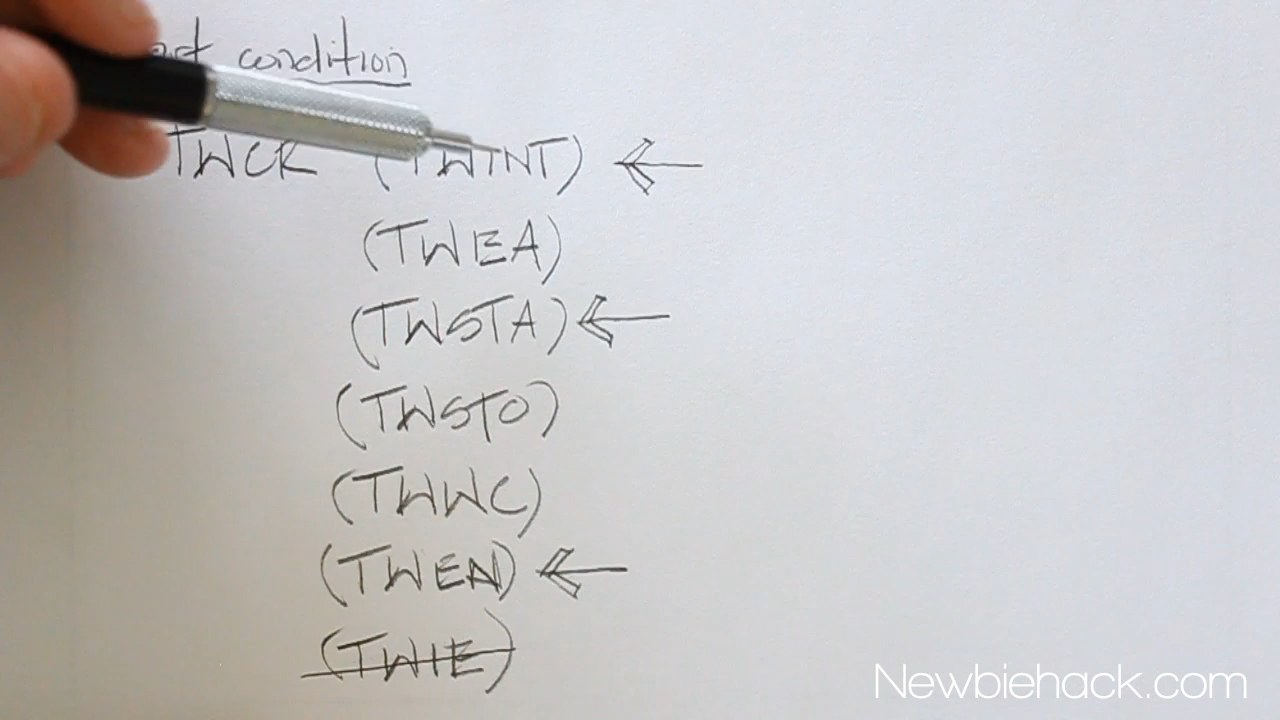 condition
TWCR (TWINT)
(TWEA)
(TWSTA)
(TWSTO)
(TWWC)
(TWEN)
(TWIE)
Newbiehack.com